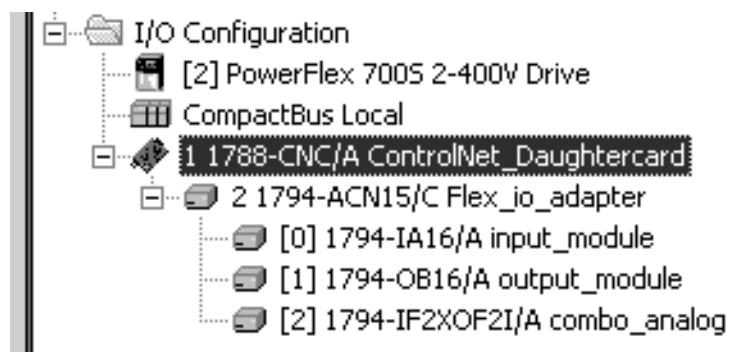 I/O Configuration
[2] PowerFlex 700S 2-400V Drive
CompactBus Local
1 1788-CNC/A ControlNet_Daughtercard
2 1794-ACN15/C Flex_io_adapter
[0] 1794-IA16/A input_module
[1] 1794-OB16/A output_module
[2] 1794-IF2XOF2I/A combo_analog